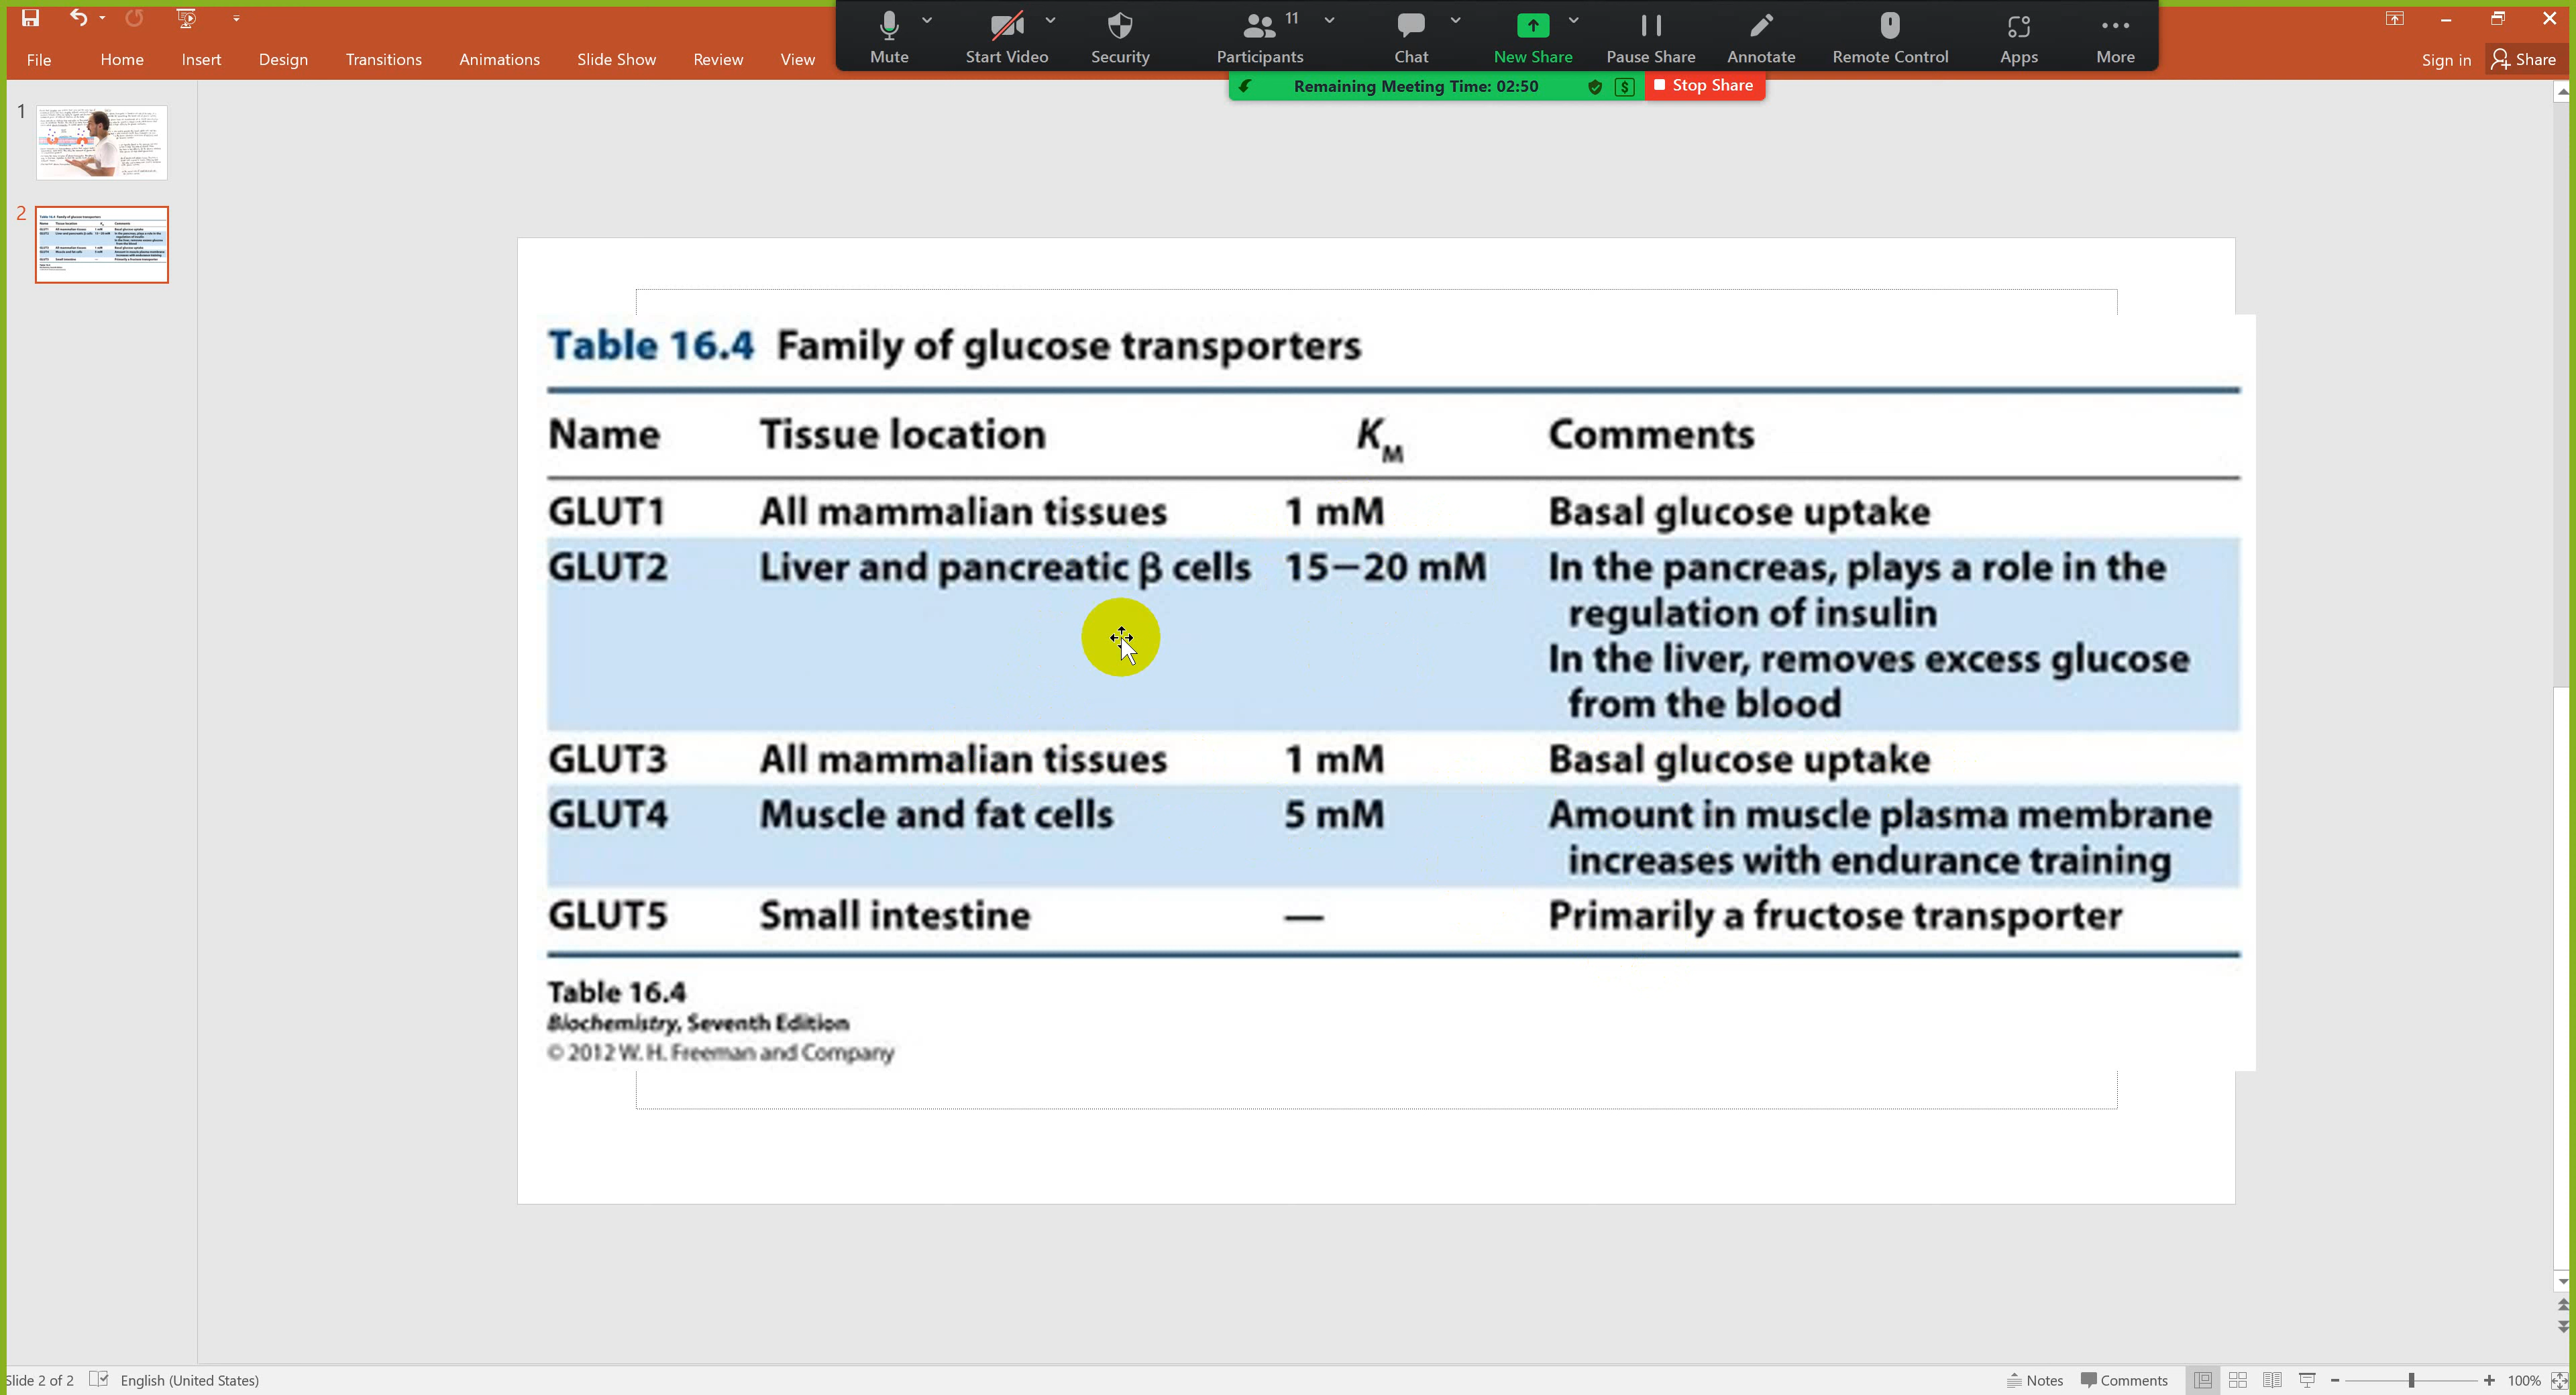 Mute
Start Video
Security
Participants
11
Chat
New Share
Pause Share
Annotate
Remote Control
Apps
More
File
Home
Insert
Design
Transitions
Animations
Slide Show
Review
View
Sign in
Share
Remaining Meeting Time: 02:50
$
Stop Share
1
2
Table 16.4 Family of glucose transporters
Name Tissue location KM Comments
GLUT1 All mammalian tissues 1 mM Basal glucose uptake
GLUT2 Liver and pancreatic β cells 15–20 mM In the pancreas, plays a role in the
regulation of insulin
In the liver, removes excess glucose
from the blood
GLUT3 All mammalian tissues 1 mM Basal glucose uptake
GLUT4 Muscle and fat cells 5 mM Amount in muscle plasma membrane
increases with endurance training
GLUT5 Small intestine — Primarily a fructose transporter
Table 16.4
Biochemistry, Seventh Edition
© 2012 W. H. Freeman and Company
Slide 2 of 2
English (United States)
Notes
Comments
100%